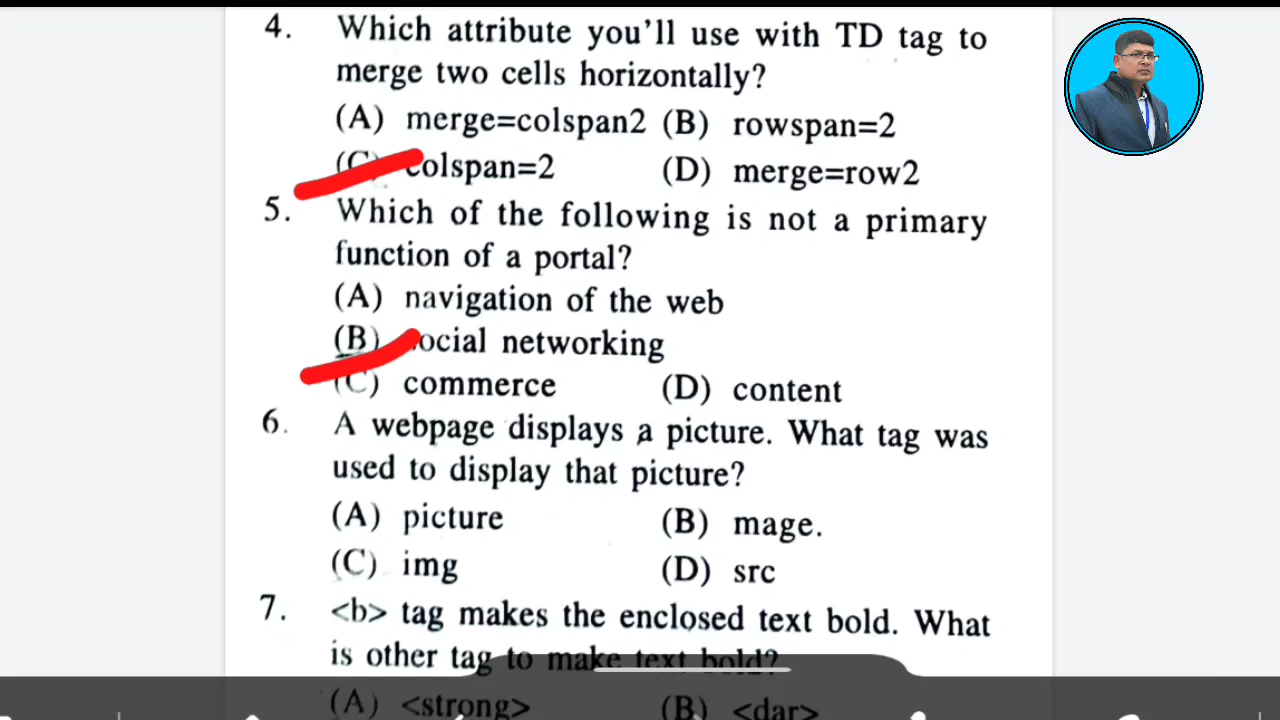 4. Which attribute you'll use with TD tag to
merge two cells horizontally?
(A) merge=colspan2 (B) rowspan=2
(C) colspan=2 (D) merge=row2
5. Which of the following is not a primary
function of a portal?
(A) navigation of the web
(B) social networking
(C) commerce (D) content
6. A webpage displays a picture. What tag was
used to display that picture?
(A) picture (B) mage.
(C) img (D) src
7. <b> tag makes the enclosed text bold. What
is other tag to make text bold?
(A) <strong> (B) <dar>